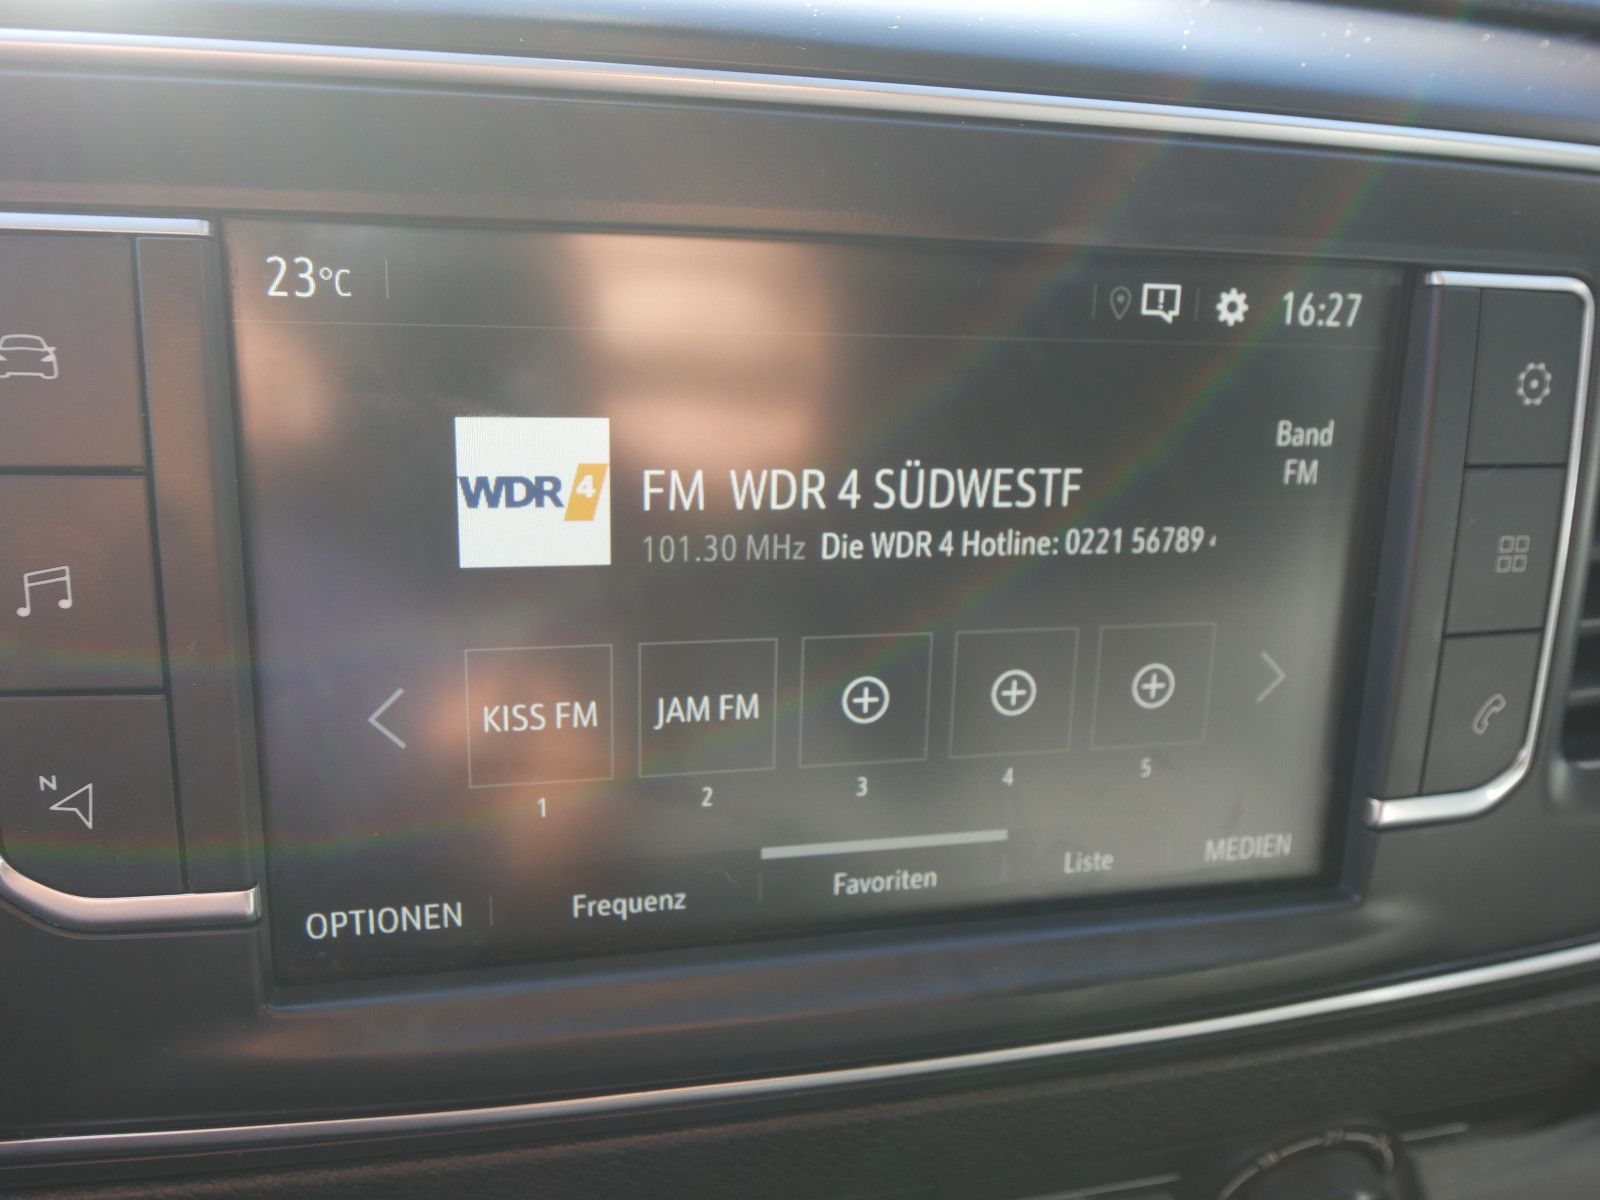 23°C
16:27
Band
FM
WDR 4
FM WDR 4 SÜDWESTF
101.30 MHz Die WDR 4 Hotline: 0221 56789
KISS FM
JAM FM
1
2
3
4
5
OPTIONEN
Frequenz
Favoriten
Liste
MEDIEN
N